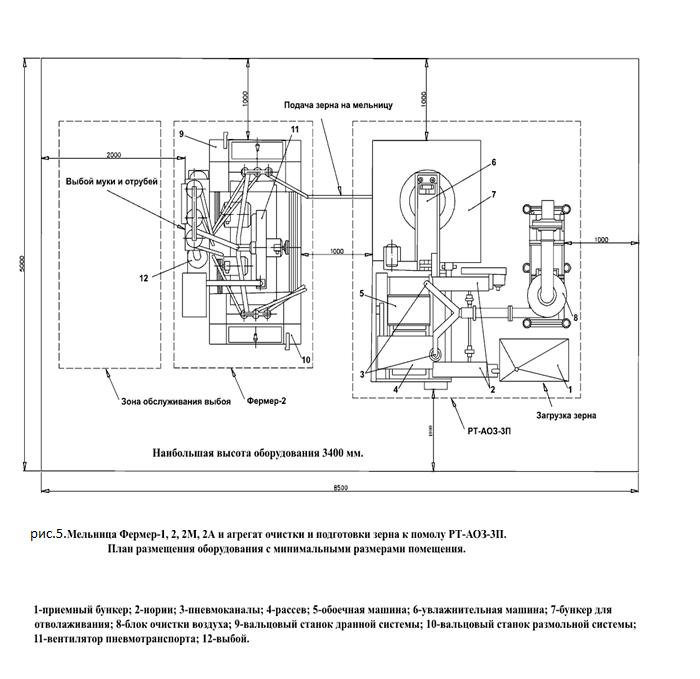 1000
1000
Подача зерна на мельницу
9
11
6
2000
7
Выбой муки и отрубей
1000
1000
5000
12
5
8
10
3
4
2
1
Зона обслуживания выбоя
Фермер-2
Загрузка зерна
РТ-АОЗ-3П
1000
Наибольшая высота оборудования 3400 мм.
8500
рис.5.Мельница Фермер-1, 2, 2М, 2А и агрегат очистки и подготовки зерна к помолу РТ-АОЗ-3П.
План размещения оборудования с минимальными размерами помещения.
1-приемный бункер; 2-нории; 3-пневмоканалы; 4-рассев; 5-обоечная машина; 6-увлажнительная машина; 7-бункер для
отволаживания; 8-блок очистки воздуха; 9-вальцовый станок дранной системы; 10-вальцовый станок размольной системы;
11-вентилятор пневмотранспорта; 12-выбой.